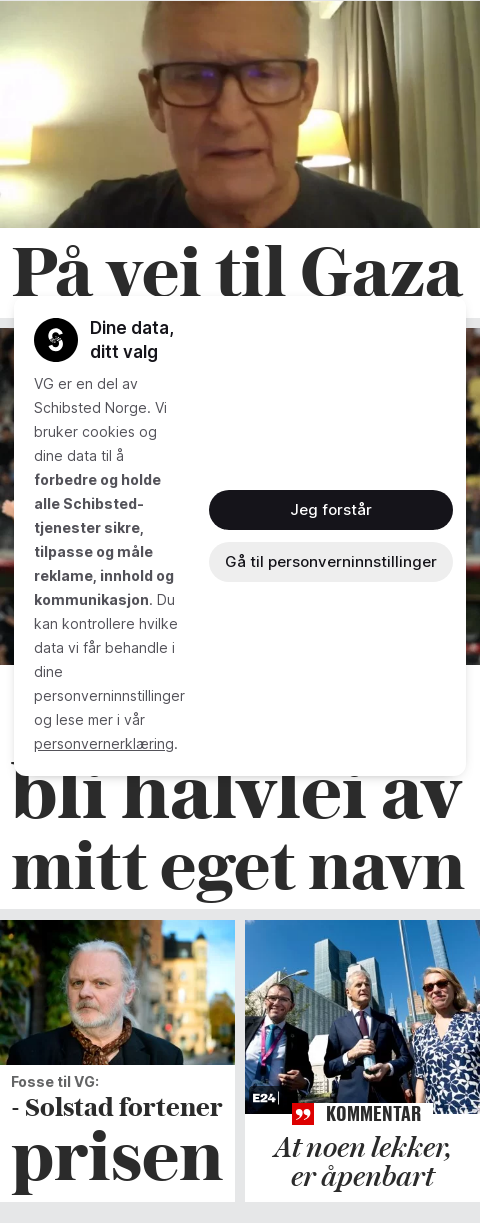 På vei til Gaza
Dine data,
ditt valg
VG er en del av
Schibsted Norge. Vi
bruker cookies og
dine data til å
forbedre og holde
alle Schibsted-
tjenester sikre,
tilpasse og måle
reklame, innhold og
kommunikasjon. Du
kan kontrollere hvilke
data vi får behandle i
dine
personverninnstillinger
og lese mer i vår
personvernerklæring.
Jeg forstår
Gå til personverninnstillinger
bli halvlei av
mitt eget navn
Fosse til VG:
- Solstad fortener
prisen
E24
KOMMENTAR
At noen lekker,
er åpenbart